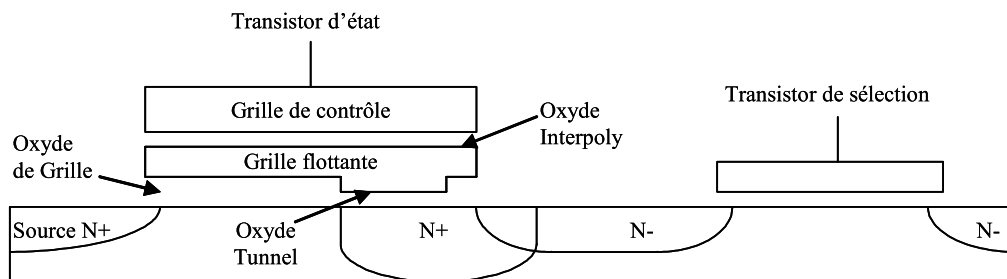 Transistor d’état
Grille de contrôle
Transistor de sélection
Oxyde
Interpoly
Oxyde
de Grille
Grille flottante
Source N+
Oxyde
Tunnel
N+
N-
N-